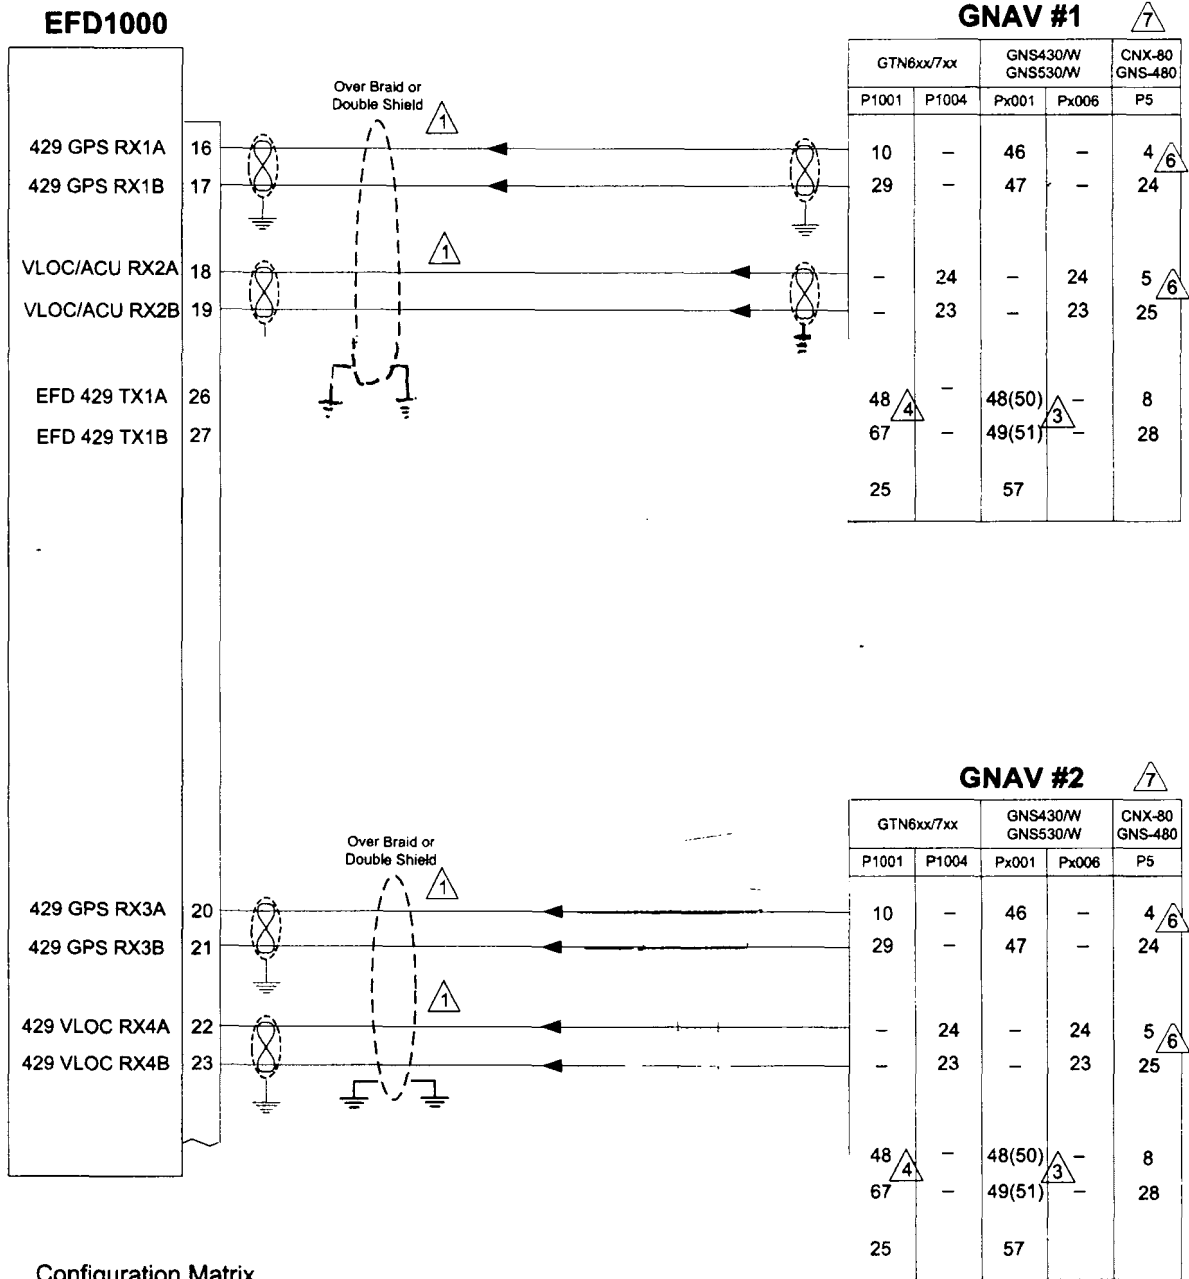 EFD1000
GNAV #1 7
GTN6xx/7xx GNS430/W GNS530/W CNX-80 GNS-480
P1001 P1004 Px001 Px006 P5
Over Braid or
Double Shield 1
429 GPS RX1A 16 10 – 46 – 4 6
429 GPS RX1B 17 29 – 47 – 24
1
VLOC/ACU RX2A 18 – 24 – 24 5 6
VLOC/ACU RX2B 19 – 23 – 23 25
EFD 429 TX1A 26 48 4 – 48(50) 3 – 8
EFD 429 TX1B 27 67 – 49(51) – 28
25 57
GNAV #2 7
GTN6xx/7xx GNS430/W GNS530/W CNX-80 GNS-480
P1001 P1004 Px001 Px006 P5
Over Braid or
Double Shield 1
429 GPS RX3A 20 10 – 46 – 4 6
429 GPS RX3B 21 29 – 47 – 24
1
429 VLOC RX4A 22 – 24 – 24 5 6
429 VLOC RX4B 23 – 23 – 23 25
48 4 – 48(50) 3 – 8
67 – 49(51) – 28
25 57
Configuration Matrix